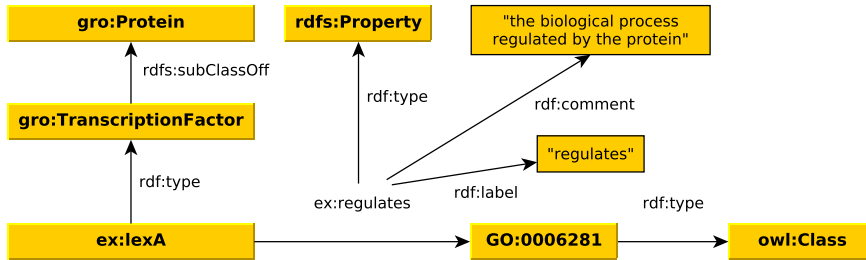 gro:Protein
rdfs:Property
"the biological process
regulated by the protein"
rdfs:subClassOff
rdf:type
rdf:comment
gro:TranscriptionFactor
"regulates"
rdf:type
rdf:label
ex:regulates
rdf:type
ex:lexA
GO:0006281
owl:Class